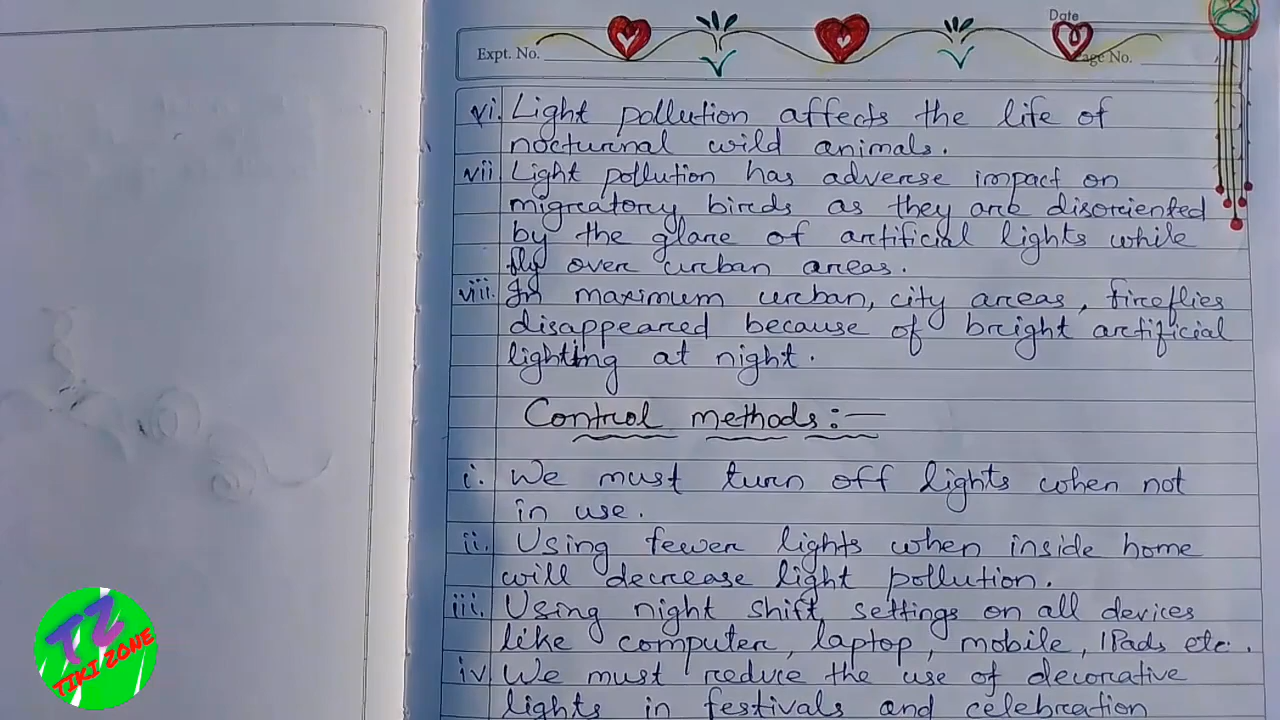 Date
Expt. No.
Page No.
vi. Light pollution affects the life of
nocturnal wild animals.
vii Light pollution has adverse impact on
migratory birds as they are disoriented
by the glare of artificial lights while
fly over urban areas.
viii. In maximum urban, city areas, fireflies
disappeared because of bright artificial
lighting at night.
Control methods:—
i. We must turn off lights when not
in use.
ii. Using fewer lights when inside home
will decrease light pollution.
iii. Using night shift settings on all devices
like computer, laptop, mobile, IPads etc.
iv We must reduce the use of decorative
lights in festivals and celebration
TZ
TIKI ZONE